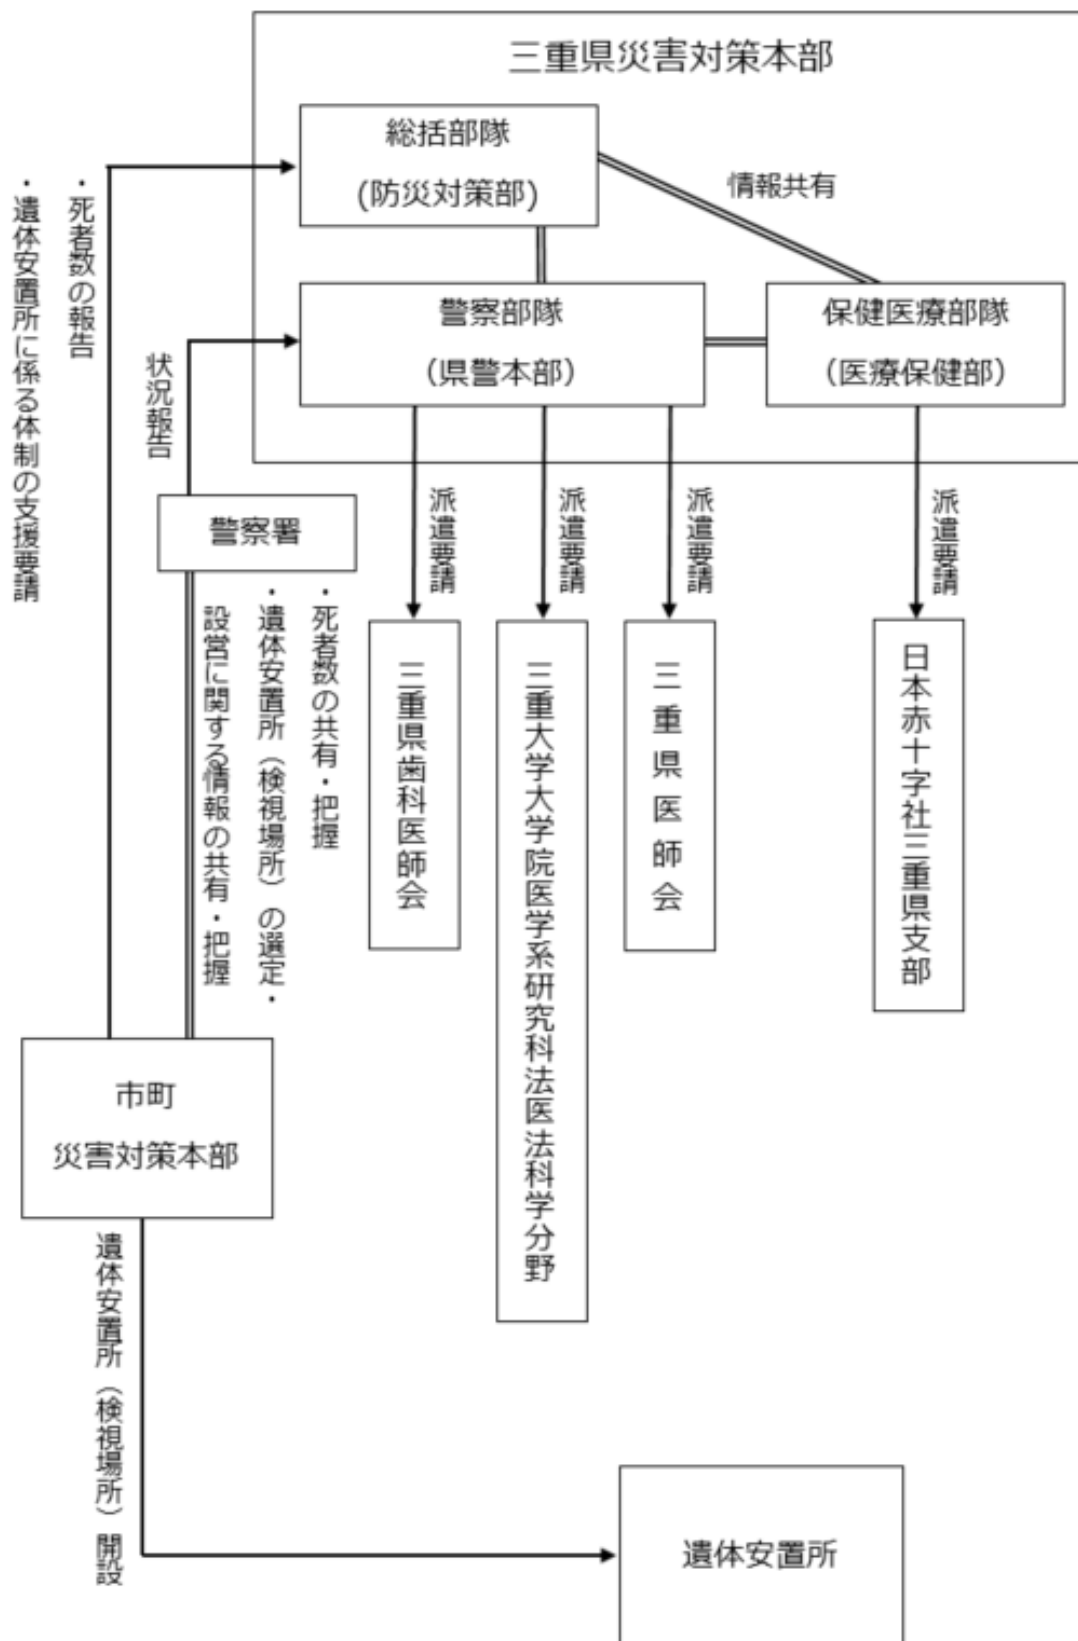 三重県災害対策本部
総括部隊
(防災対策部)
情報共有
警察部隊
(県警本部)
保健医療部隊
(医療保健部)
・死者数の報告
・遺体安置所に係る体制の支援要請
状況報告
警察署
・死者数の共有・把握
・遺体安置所(検視場所)の選定・
設営に関する情報の共有・把握
派遣要請
派遣要請
派遣要請
派遣要請
三重県歯科医師会
三重大学大学院医学系研究科法医法科学分野
三重県医師会
日本赤十字社三重県支部
市町
災害対策本部
遺体安置所(検視場所)開設
遺体安置所